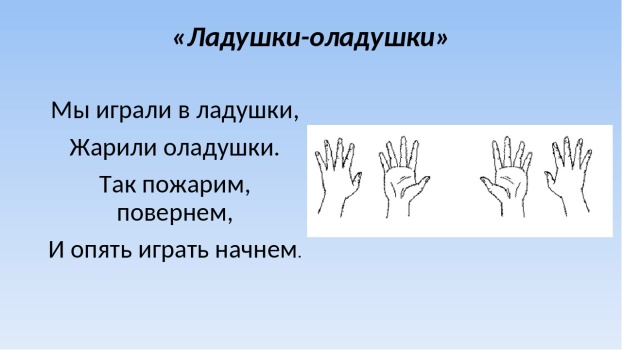 «Ладушки-оладушки»
Мы играли в ладушки,
Жарили оладушки.
Так пожарим,
повернем,
И опять играть начнем.